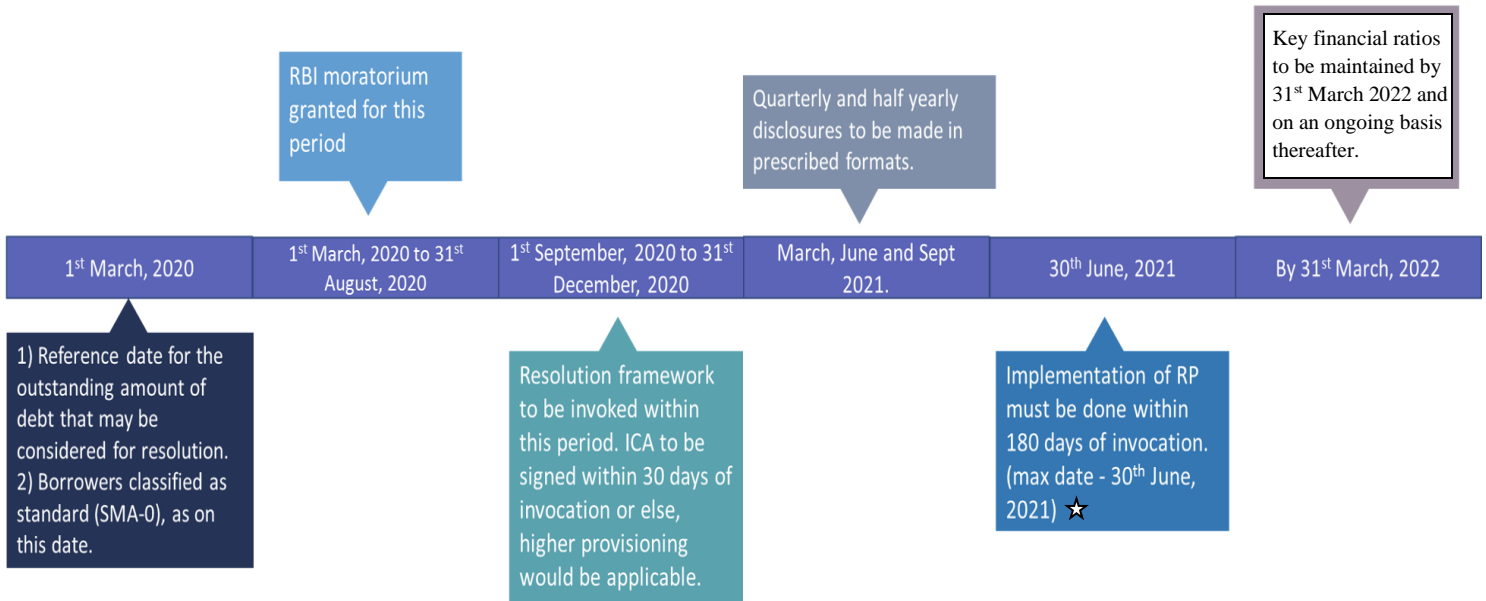 RBI moratorium
granted for this
period
Quarterly and half yearly
disclosures to be made in
prescribed formats.
Key financial ratios
to be maintained by
31st March 2022 and
on an ongoing basis
thereafter.
1st March, 2020
1st March, 2020 to 31st
August, 2020
1st September, 2020 to 31st
December, 2020
March, June and Sept
2021.
30th June, 2021
By 31st March, 2022
1) Reference date for the
outstanding amount of
debt that may be
considered for resolution.
2) Borrowers classified as
standard (SMA-0), as on
this date.
Resolution framework
to be invoked within
this period. ICA to be
signed within 30 days of
invocation or else,
higher provisioning
would be applicable.
Implementation of RP
must be done within
180 days of invocation.
(max date - 30th June,
2021)